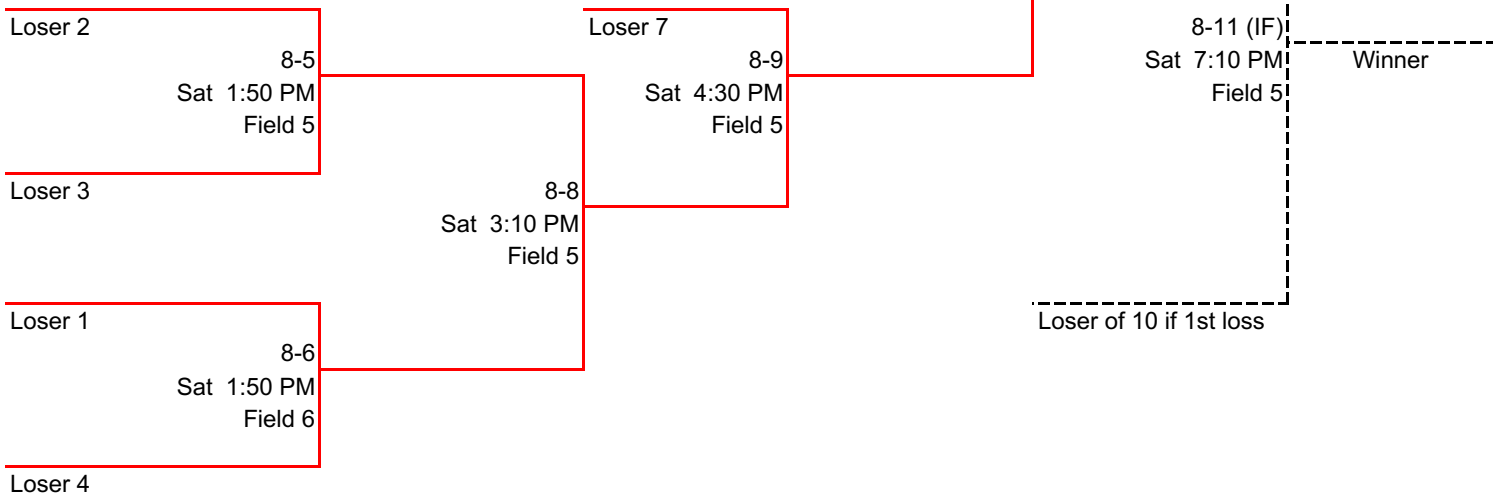 Loser 2
8-5
Sat 1:50 PM
Field 5
Loser 3
Loser 1
8-6
Sat 1:50 PM
Field 6
Loser 4
8-8
Sat 3:10 PM
Field 5
Loser 7
8-9
Sat 4:30 PM
Field 5
8-11 (IF)
Sat 7:10 PM
Field 5
Loser of 10 if 1st loss
Winner